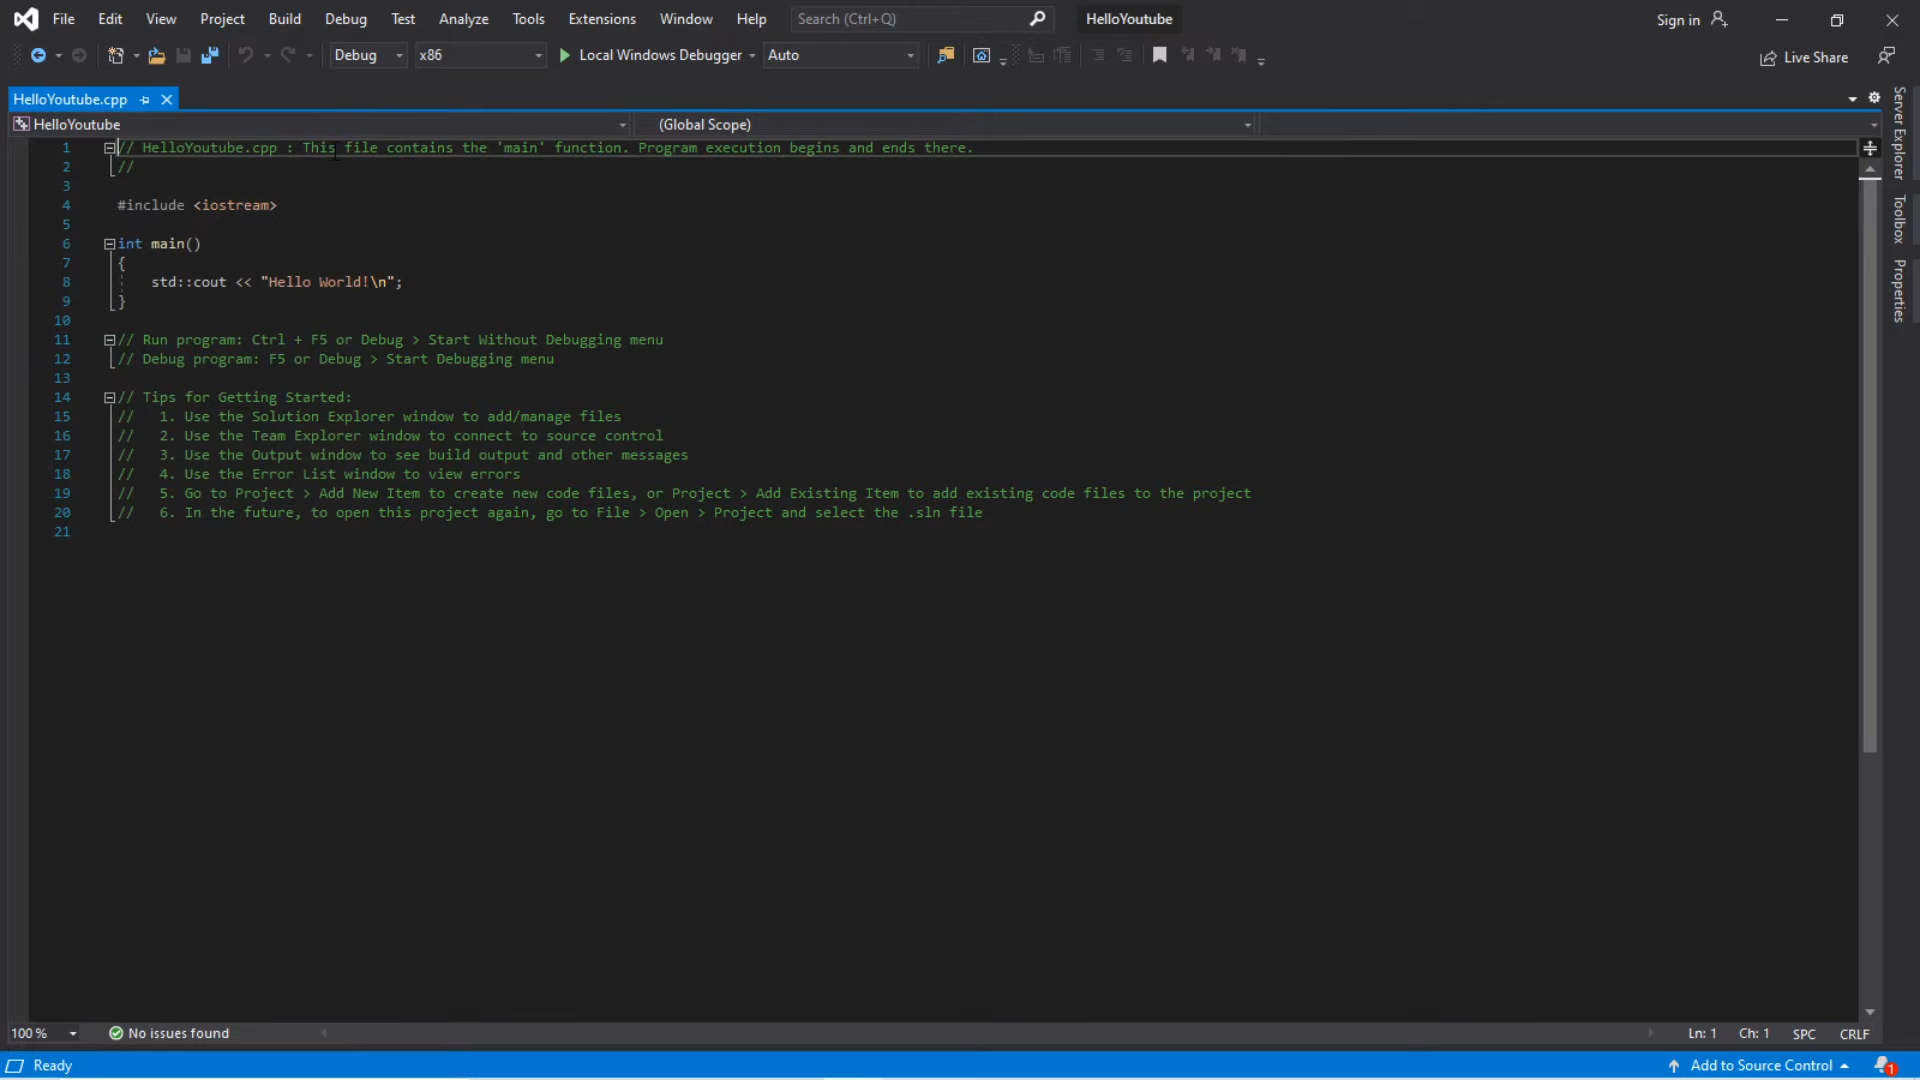 File Edit View Project Build Debug Test Analyze Tools Extensions Window Help Search (Ctrl+Q) HelloYoutube Sign in
Debug x86 Local Windows Debugger Auto Live Share
HelloYoutube.cpp
HelloYoutube (Global Scope)
1 // HelloYoutube.cpp : This file contains the 'main' function. Program execution begins and ends there.
2 //
3
4 #include <iostream>
5
6 int main()
7 {
8 std::cout << "Hello World!\n";
9 }
10
11 // Run program: Ctrl + F5 or Debug > Start Without Debugging menu
12 // Debug program: F5 or Debug > Start Debugging menu
13
14 // Tips for Getting Started:
15 //   1. Use the Solution Explorer window to add/manage files
16 //   2. Use the Team Explorer window to connect to source control
17 //   3. Use the Output window to see build output and other messages
18 //   4. Use the Error List window to view errors
19 //   5. Go to Project > Add New Item to create new code files, or Project > Add Existing Item to add existing code files to the project
20 //   6. In the future, to open this project again, go to File > Open > Project and select the .sln file
21
Server Explorer
Toolbox
Properties
100 % No issues found Ln: 1 Ch: 1 SPC CRLF
Ready Add to Source Control 1